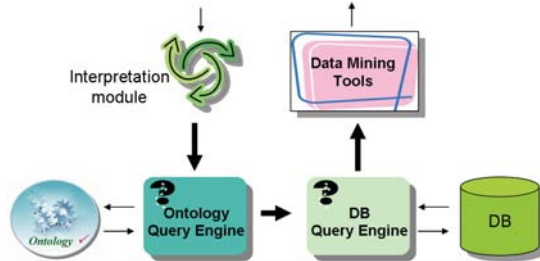 Interpretation
module
Data Mining
Tools
?
Ontology
Query Engine
?
DB
Query Engine
Ontology
DB